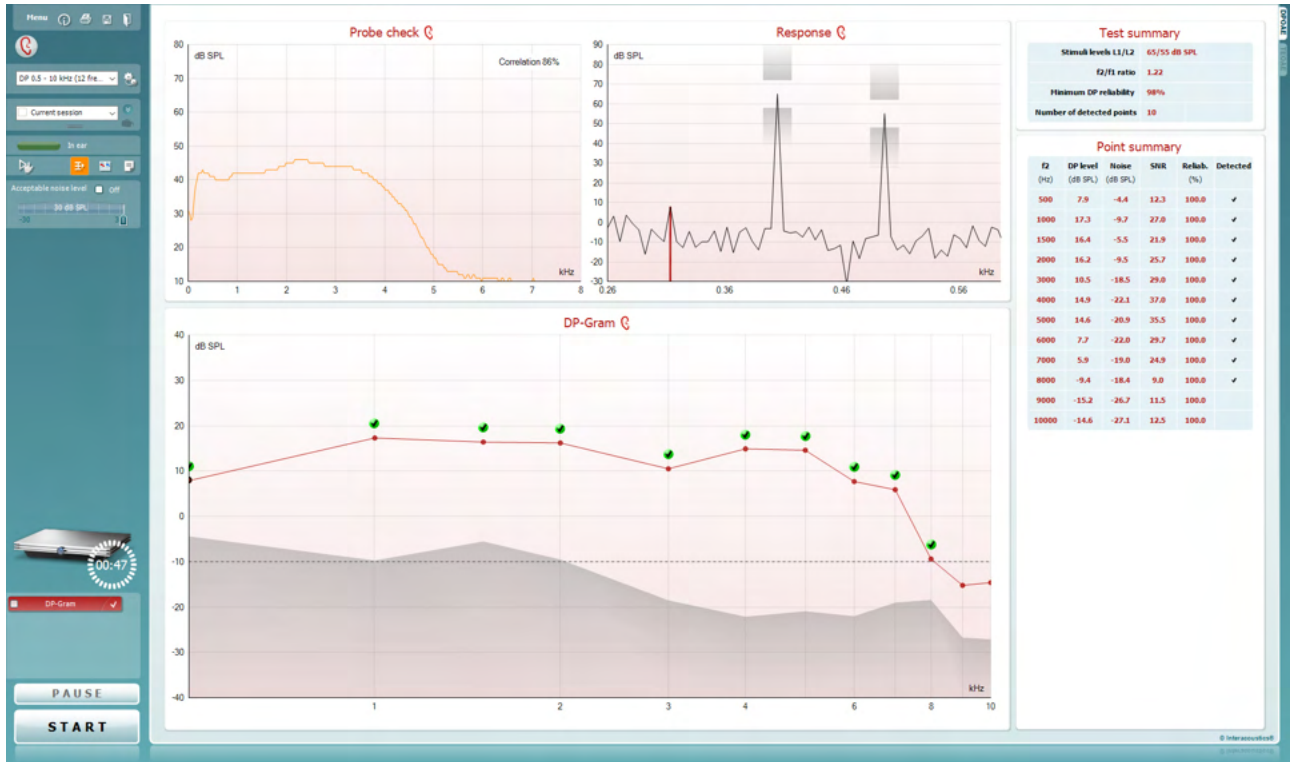 Menu
DP 0.5 - 10 kHz (12 fre...
Current session
In ear
Acceptable noise level Off
30 dB SPL
-30
00:47
DP-Gram
PAUSE
START
Probe check
80
dB SPL
Correlation 86%
70
60
50
40
30
20
kHz
10
0 1 2 3 4 5 6 7 8
Response
90
dB SPL
80
70
60
50
40
30
20
10
0
-10
-20
kHz
-30
0.26 0.36 0.46 0.56
DP-Gram
40
dB SPL
30
20
10
0
-10
-20
-30
kHz
-40
1 2 3 4 6 8 10
Test summary
Stimuli levels L1/L2 65/55 dB SPL
f2/f1 ratio 1.22
Minimum DP reliability 98%
Number of detected points 10
Point summary
f2 DP level Noise SNR Reliab. Detected
(Hz) (dB SPL) (dB SPL) (%)
500 7.9 -4.4 12.3 100.0
1000 17.3 -9.7 27.0 100.0
1500 16.4 -5.5 21.9 100.0
2000 16.2 -9.5 25.7 100.0
3000 10.5 -18.5 29.0 100.0
4000 14.9 -22.1 37.0 100.0
5000 14.6 -20.9 35.5 100.0
6000 7.7 -22.0 29.7 100.0
7000 5.9 -19.0 24.9 100.0
8000 -9.4 -18.4 9.0 100.0
9000 -15.2 -26.7 11.5 100.0
10000 -14.6 -27.1 12.5 100.0
DPOAE
© Interacoustics®